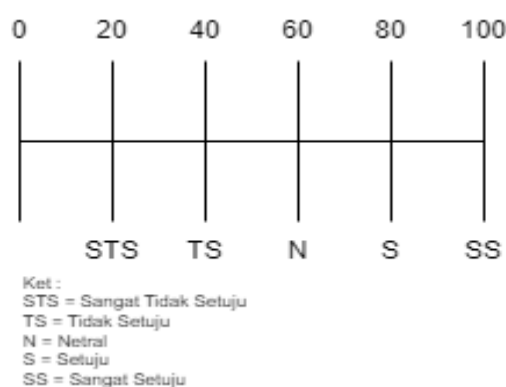 0 20 40 60 80 100
STS TS N S SS
Ket :
STS = Sangat Tidak Setuju
TS = Tidak Setuju
N = Netral
S = Setuju
SS = Sangat Setuju